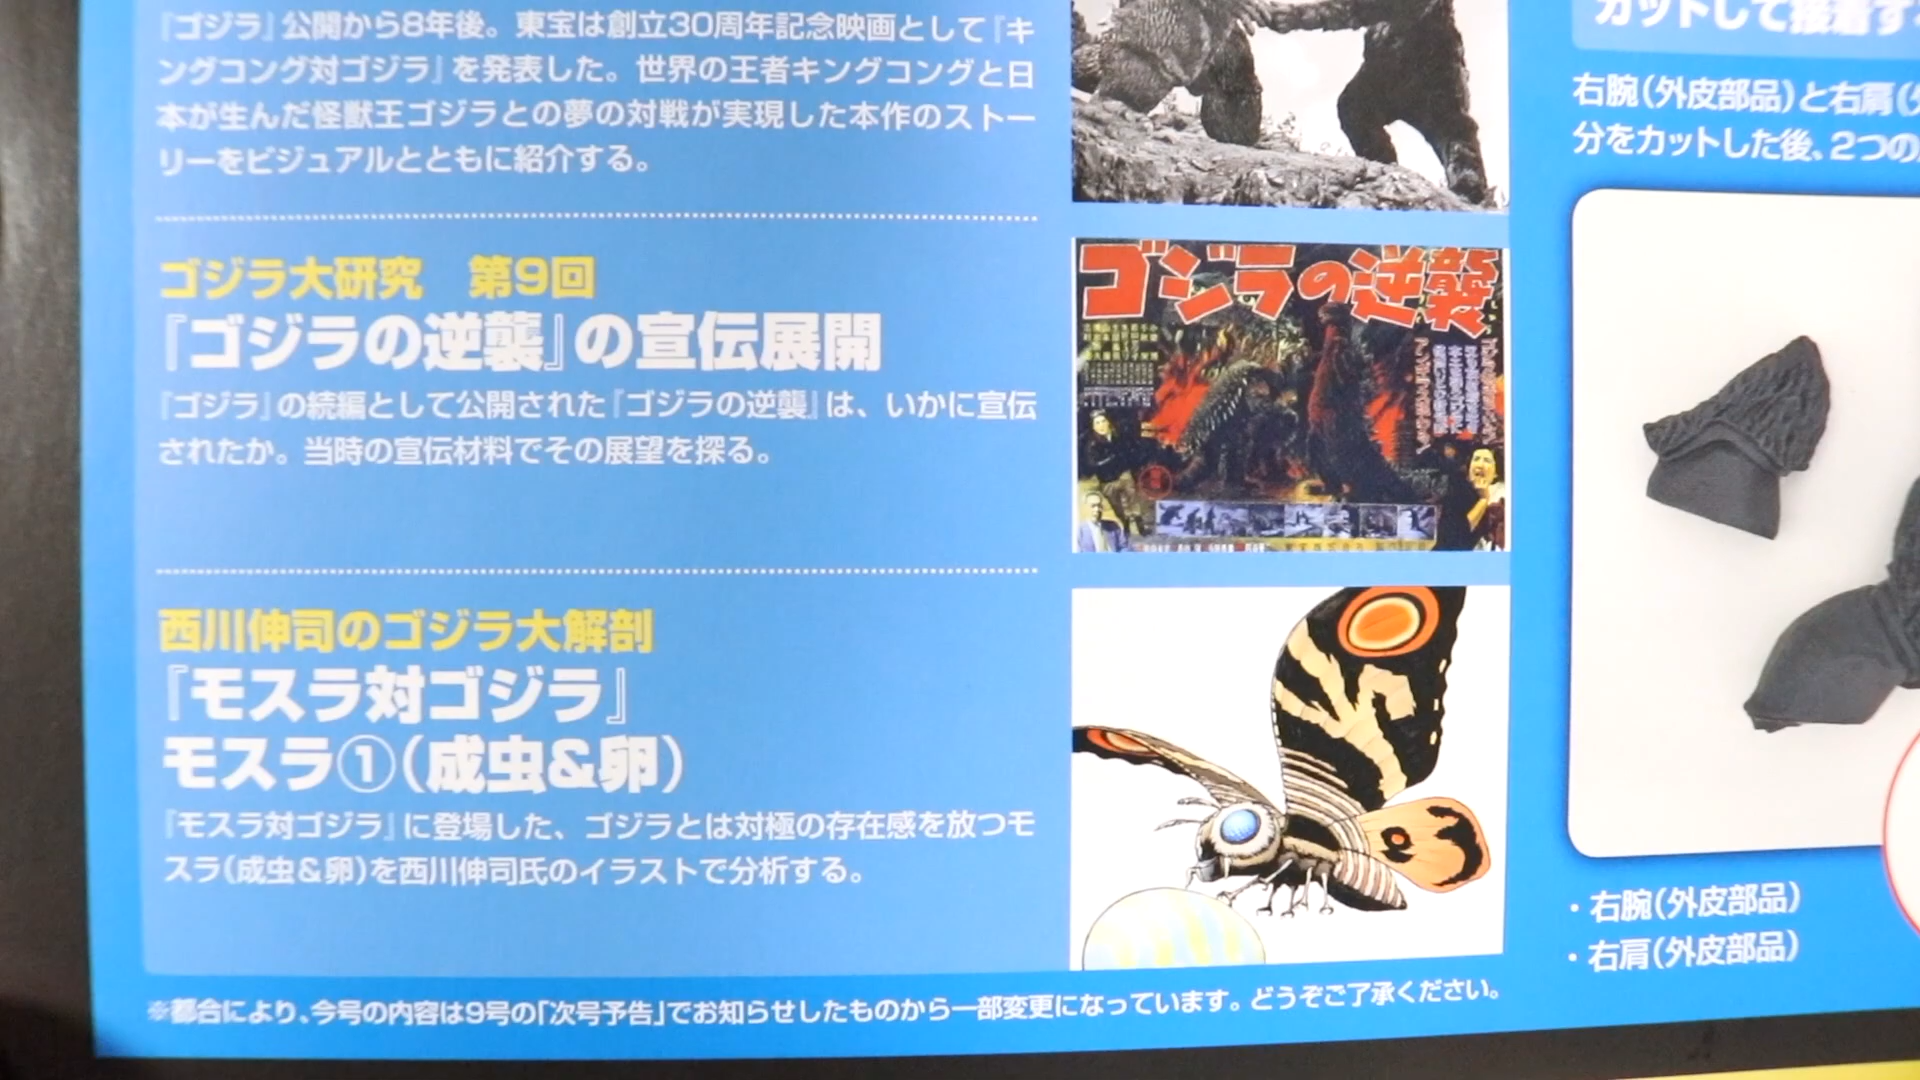 『ゴジラ』公開から8年後。東宝は創立30周年記念映画として『キ
ングコング対ゴジラ』を発表した。世界の王者キングコングと日
本が生んだ怪獣王ゴジラとの夢の対戦が実現した本作のストー
リーをビジュアルとともに紹介する。
ゴジラ大研究 第9回
『ゴジラの逆襲』の宣伝展開
『ゴジラ』の続編として公開された『ゴジラの逆襲』は、いかに宣伝
されたか。当時の宣伝材料でその展望を探る。
西川伸司のゴジラ大解剖
『モスラ対ゴジラ』
モスラ①(成虫&卵)
『モスラ対ゴジラ』に登場した、ゴジラとは対極の存在感を放つモ
スラ(成虫&卵)を西川伸司氏のイラストで分析する。
※都合により、今号の内容は9号の「次号予告」でお知らせしたものから一部変更になっています。どうぞご了承ください。
ゴジラの逆襲
カットして接着す
右腕(外皮部品)と右肩(
分をカットした後、2つの
・右腕(外皮部品)
・右肩(外皮部品)